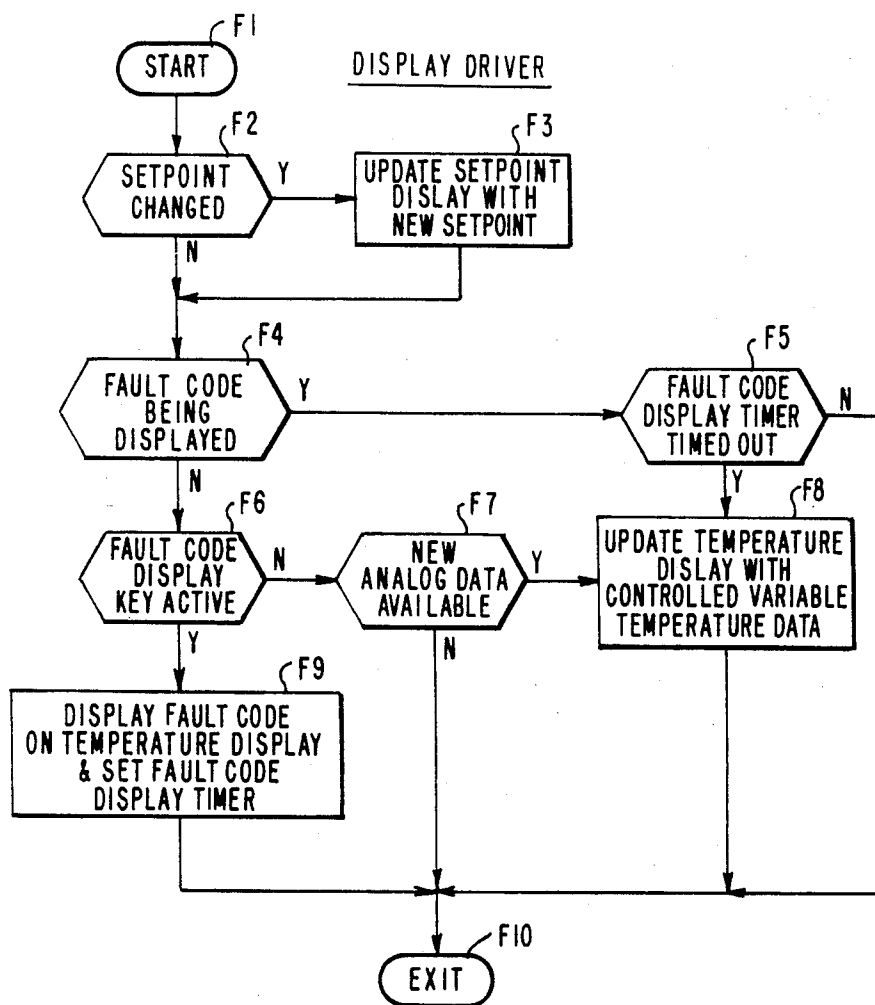 F1
START
DISPLAY DRIVER
F2
SETPOINT
CHANGED
Y
N
F3
UPDATE SETPOINT
DISLAY WITH
NEW SETPOINT
F4
FAULT CODE
BEING
DISPLAYED
Y
N
F5
FAULT CODE
DISPLAY TIMER
TIMED OUT
N
Y
F6
FAULT CODE
DISPLAY
KEY ACTIVE
N
Y
F7
NEW
ANALOG DATA
AVAILABLE
Y
N
F8
UPDATE TEMPERATURE
DISLAY WITH
CONTROLLED VARIABLE
TEMPERATURE DATA
F9
DISPLAY FAULT CODE
ON TEMPERATURE DISPLAY
& SET FAULT CODE
DISPLAY TIMER
F10
EXIT